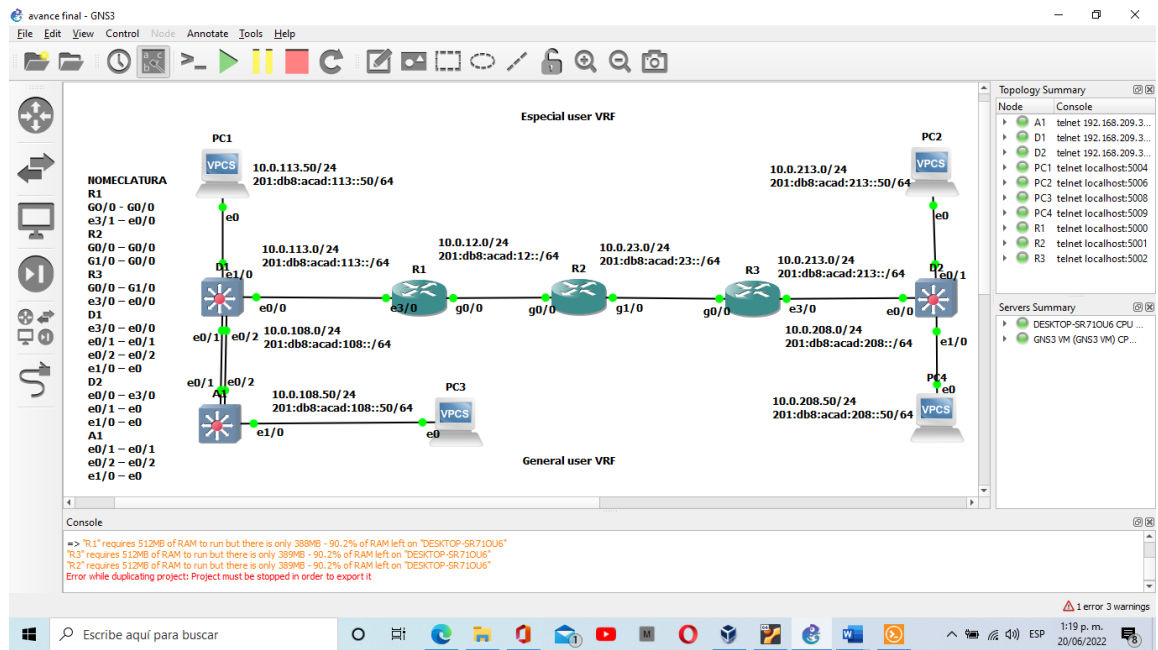 avance final - GNS3
File Edit View Control Node Annotate Tools Help
Especial user VRF
PC1
VPCS
10.0.113.50/24
201:db8:acad:113::50/64
e0
PC2
VPCS
10.0.213.0/24
201:db8:acad:213::50/64
e0
NOMECLATURA
R1
G0/0 - G0/0
e3/1 – e0/0
R2
G0/0 – G0/0
G1/0 – G0/0
R3
G0/0 – G1/0
e3/0 – e0/0
D1
e3/0 – e0/0
e0/1 – e0/1
e0/2 – e0/2
e1/0 – e0
D2
e0/0 – e3/0
e0/1 – e0
e1/0 – e0
A1
e0/1 – e0/1
e0/2 – e0/2
e1/0 – e0
10.0.113.0/24
201:db8:acad:113::/64
10.0.12.0/24
201:db8:acad:12::/64
10.0.23.0/24
201:db8:acad:23::/64
10.0.213.0/24
201:db8:acad:213::/64
D1
e1/0
e0/0
R1
e3/0
g0/0
R2
g0/0
g1/0
R3
g0/0
e3/0
D2
e0/1
e0/0
e0/1
e0/2
10.0.108.0/24
201:db8:acad:108::/64
10.0.208.0/24
201:db8:acad:208::/64
e1/0
e0/1
e0/2
A1
10.0.108.50/24
201:db8:acad:108::50/64
e1/0
PC3
VPCS
e0
10.0.208.50/24
201:db8:acad:208::50/64
PC4
e0
VPCS
General user VRF
Topology Summary
Node Console
A1 telnet 192.168.209.3...
D1 telnet 192.168.209.3...
D2 telnet 192.168.209.3...
PC1 telnet localhost:5004
PC2 telnet localhost:5006
PC3 telnet localhost:5008
PC4 telnet localhost:5009
R1 telnet localhost:5000
R2 telnet localhost:5001
R3 telnet localhost:5002
Servers Summary
DESKTOP-SR71OU6 CPU ...
GNS3 VM (GNS3 VM) CP...
Console
=> "R1" requires 512MB of RAM to run but there is only 388MB - 90.2% of RAM left on "DESKTOP-SR71OU6"
"R3" requires 512MB of RAM to run but there is only 389MB - 90.2% of RAM left on "DESKTOP-SR71OU6"
"R2" requires 512MB of RAM to run but there is only 389MB - 90.2% of RAM left on "DESKTOP-SR71OU6"
Error while duplicating project: Project must be stopped in order to export it
1 error 3 warnings
Escribe aquí para buscar
ESP
1:19 p. m.
20/06/2022